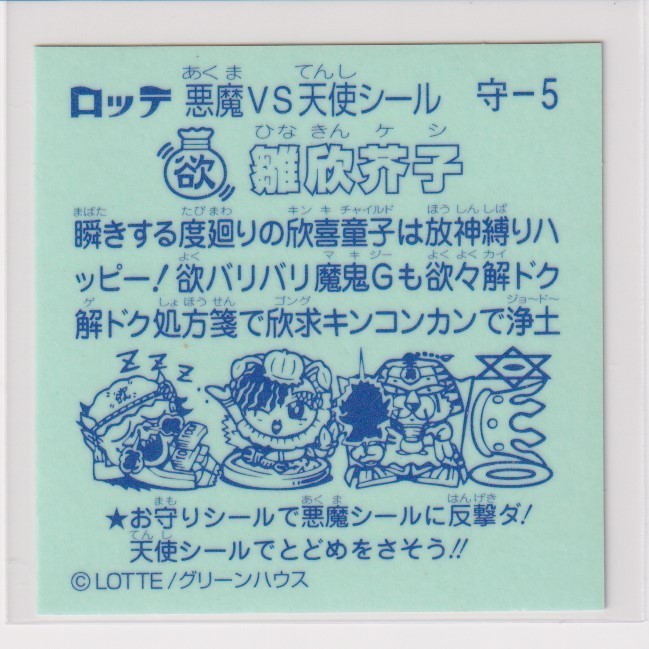 ロッテ 悪魔VS天使シール 守－5
欲 雛欣芥子
瞬きする度廻りの欣喜童子は放神縛りハ
ッピー！欲バリバリ魔鬼Gも欲々解ドク
解ドク処方箋で欣求キンコンカンで浄土
ZZZ..
欲
★お守りシールで悪魔シールに反撃ダ！
天使シールでとどめをさそう!!
©LOTTE/グリーンハウス